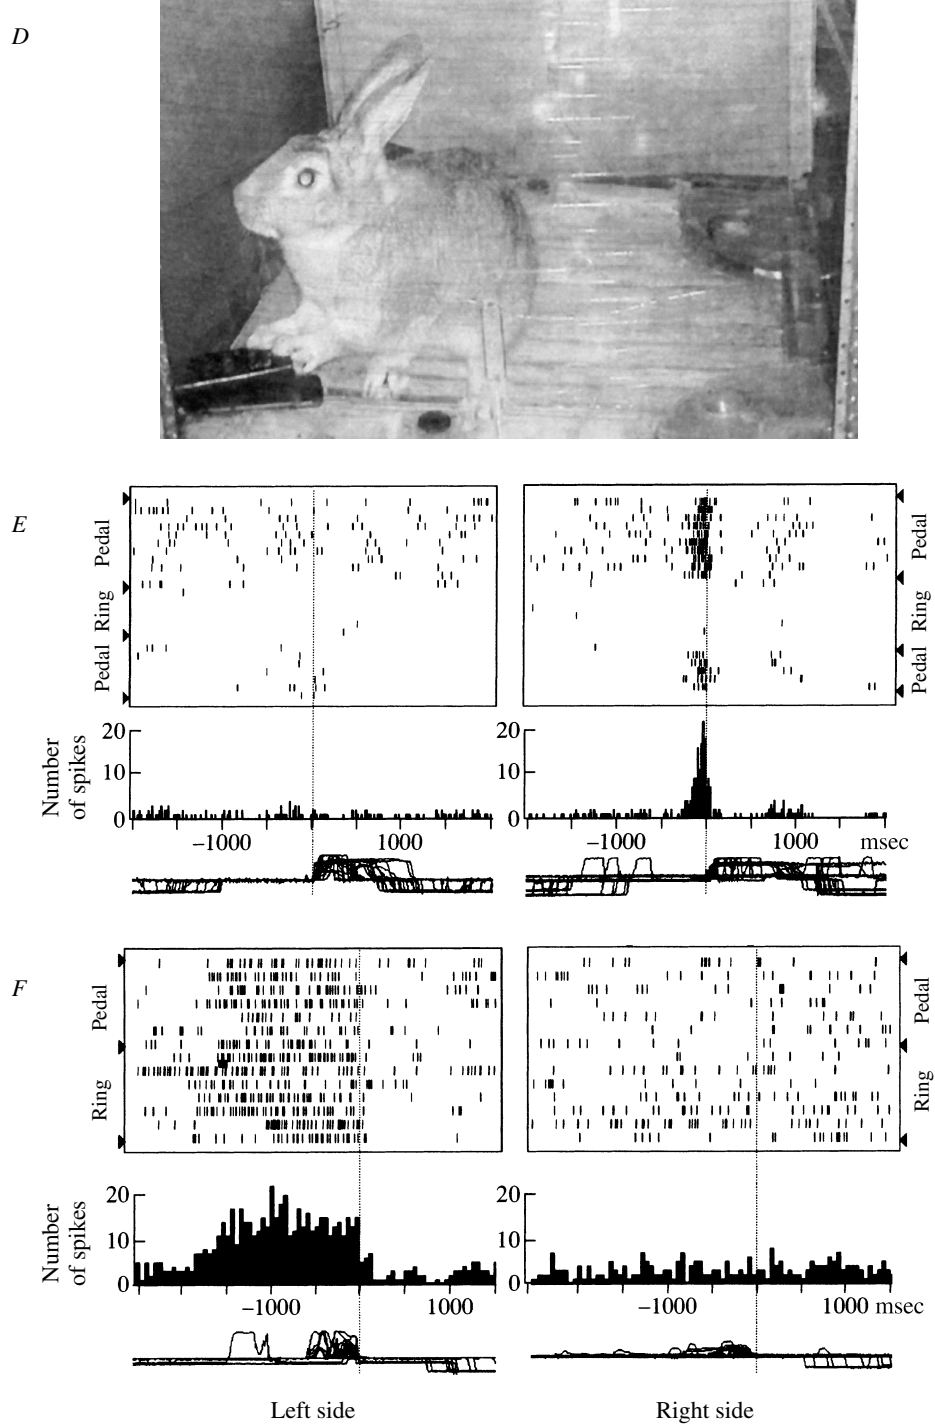 D
E
Pedal
Ring
Pedal
Pedal
Ring
Pedal
Number
of spikes
20
10
0
−1000
1000
20
10
0
−1000
1000
msec
F
Pedal
Ring
Pedal
Ring
Number
of spikes
20
10
0
−1000
1000
20
10
0
−1000
1000 msec
Left side
Right side